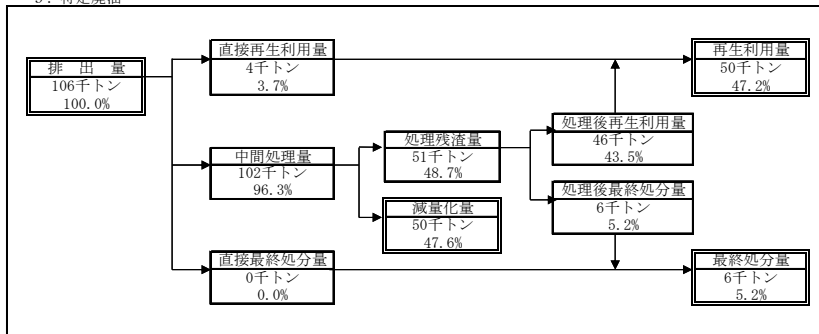 排 出 量
106千トン
100.0%
直接再生利用量
4千トン
3.7%
再生利用量
50千トン
47.2%
中間処理量
102千トン
96.3%
処理残渣量
51千トン
48.7%
処理後再生利用量
46千トン
43.5%
減量化量
50千トン
47.6%
処理後最終処分量
6千トン
5.2%
直接最終処分量
0千トン
0.0%
最終処分量
6千トン
5.2%